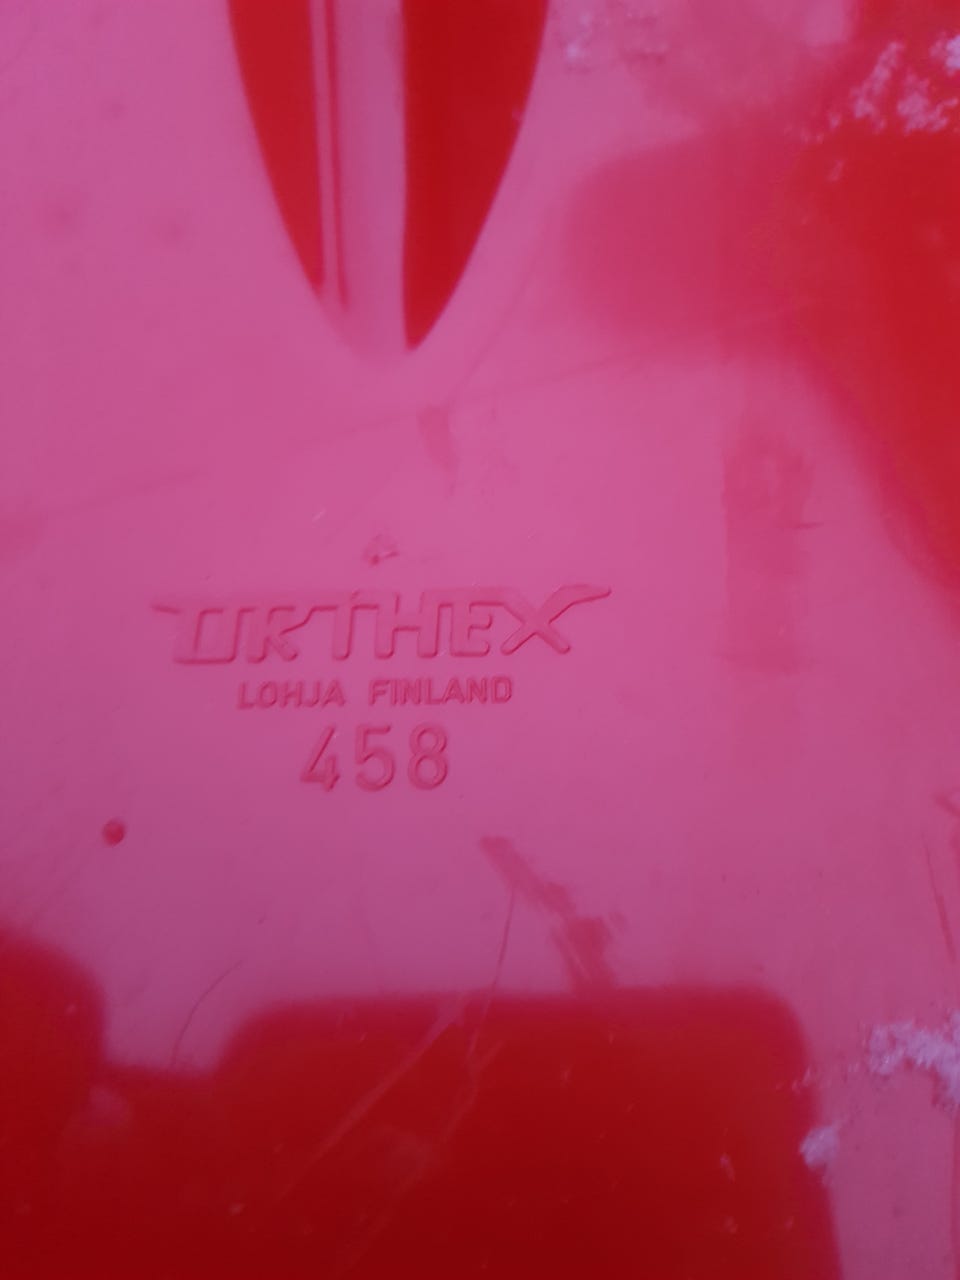 ORTHEX
LOHJA FINLAND
458